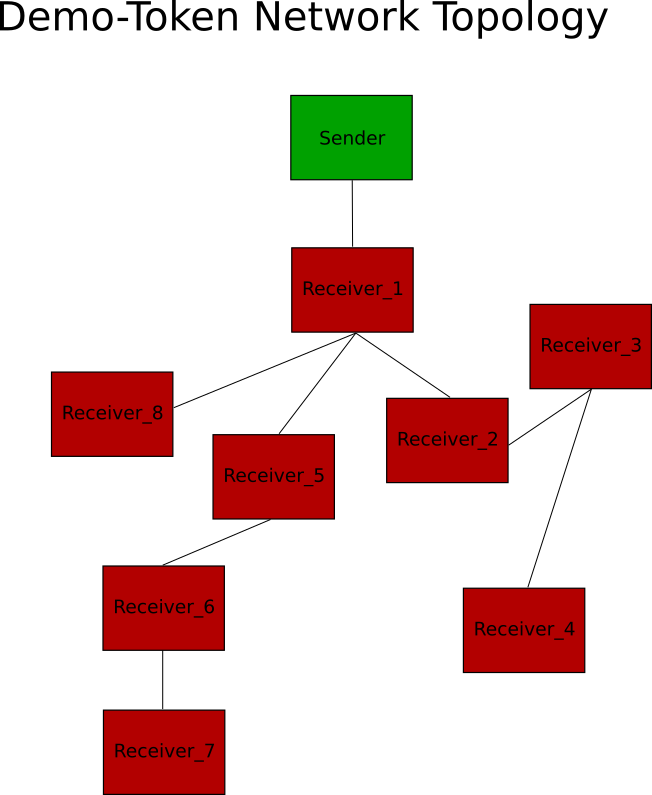 Demo-Token Network Topology
Sender
Receiver_1
Receiver_3
Receiver_8
Receiver_2
Receiver_5
Receiver_6
Receiver_4
Receiver_7